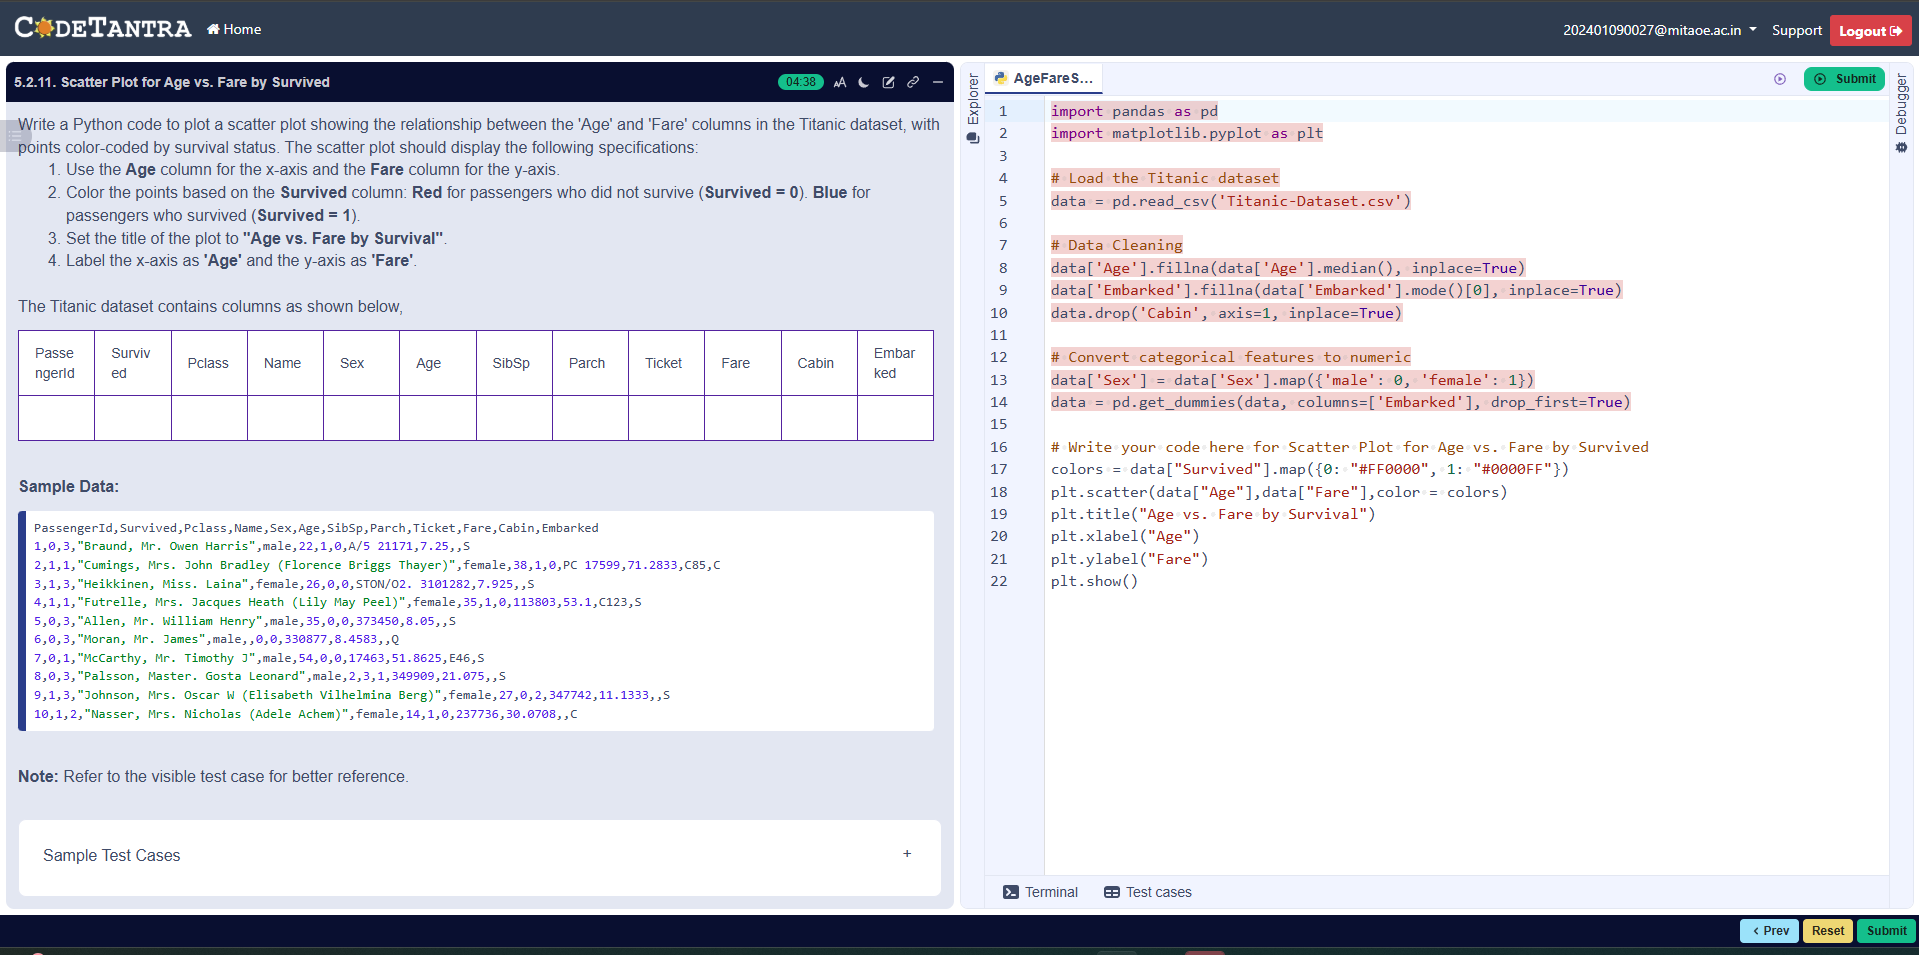 CODETANTRA Home 202401090027@mitaoe.ac.in Support Logout
5.2.11. Scatter Plot for Age vs. Fare by Survived 04:38
Write a Python code to plot a scatter plot showing the relationship between the 'Age' and 'Fare' columns in the Titanic dataset, with
points color-coded by survival status. The scatter plot should display the following specifications:
1. Use the Age column for the x-axis and the Fare column for the y-axis.
2. Color the points based on the Survived column: Red for passengers who did not survive (Survived = 0). Blue for
passengers who survived (Survived = 1).
3. Set the title of the plot to "Age vs. Fare by Survival".
4. Label the x-axis as 'Age' and the y-axis as 'Fare'.
The Titanic dataset contains columns as shown below,
Passe Surviv Pclass Name Sex Age SibSp Parch Ticket Fare Cabin Embar
ngerId ed ked
Sample Data:
PassengerId,Survived,Pclass,Name,Sex,Age,SibSp,Parch,Ticket,Fare,Cabin,Embarked
1,0,3,"Braund, Mr. Owen Harris",male,22,1,0,A/5 21171,7.25,,S
2,1,1,"Cumings, Mrs. John Bradley (Florence Briggs Thayer)",female,38,1,0,PC 17599,71.2833,C85,C
3,1,3,"Heikkinen, Miss. Laina",female,26,0,0,STON/O2. 3101282,7.925,,S
4,1,1,"Futrelle, Mrs. Jacques Heath (Lily May Peel)",female,35,1,0,113803,53.1,C123,S
5,0,3,"Allen, Mr. William Henry",male,35,0,0,373450,8.05,,S
6,0,3,"Moran, Mr. James",male,,0,0,330877,8.4583,,Q
7,0,1,"McCarthy, Mr. Timothy J",male,54,0,0,17463,51.8625,E46,S
8,0,3,"Palsson, Master. Gosta Leonard",male,2,3,1,349909,21.075,,S
9,1,3,"Johnson, Mrs. Oscar W (Elisabeth Vilhelmina Berg)",female,27,0,2,347742,11.1333,,S
10,1,2,"Nasser, Mrs. Nicholas (Adele Achem)",female,14,1,0,237736,30.0708,,C
Note: Refer to the visible test case for better reference.
Sample Test Cases +
Explorer
AgeFareS... Submit
Debugger
1 import pandas as pd
2 import matplotlib.pyplot as plt
3
4 # Load the Titanic dataset
5 data = pd.read_csv('Titanic-Dataset.csv')
6
7 # Data Cleaning
8 data['Age'].fillna(data['Age'].median(), inplace=True)
9 data['Embarked'].fillna(data['Embarked'].mode()[0], inplace=True)
10 data.drop('Cabin', axis=1, inplace=True)
11
12 # Convert categorical features to numeric
13 data['Sex'] = data['Sex'].map({'male': 0, 'female': 1})
14 data = pd.get_dummies(data, columns=['Embarked'], drop_first=True)
15
16 # Write your code here for Scatter Plot for Age vs. Fare by Survived
17 colors = data["Survived"].map({0: "#FF0000", 1: "#0000FF"})
18 plt.scatter(data["Age"],data["Fare"],color = colors)
19 plt.title("Age vs. Fare by Survival")
20 plt.xlabel("Age")
21 plt.ylabel("Fare")
22 plt.show()
Terminal Test cases
Prev Reset Submit